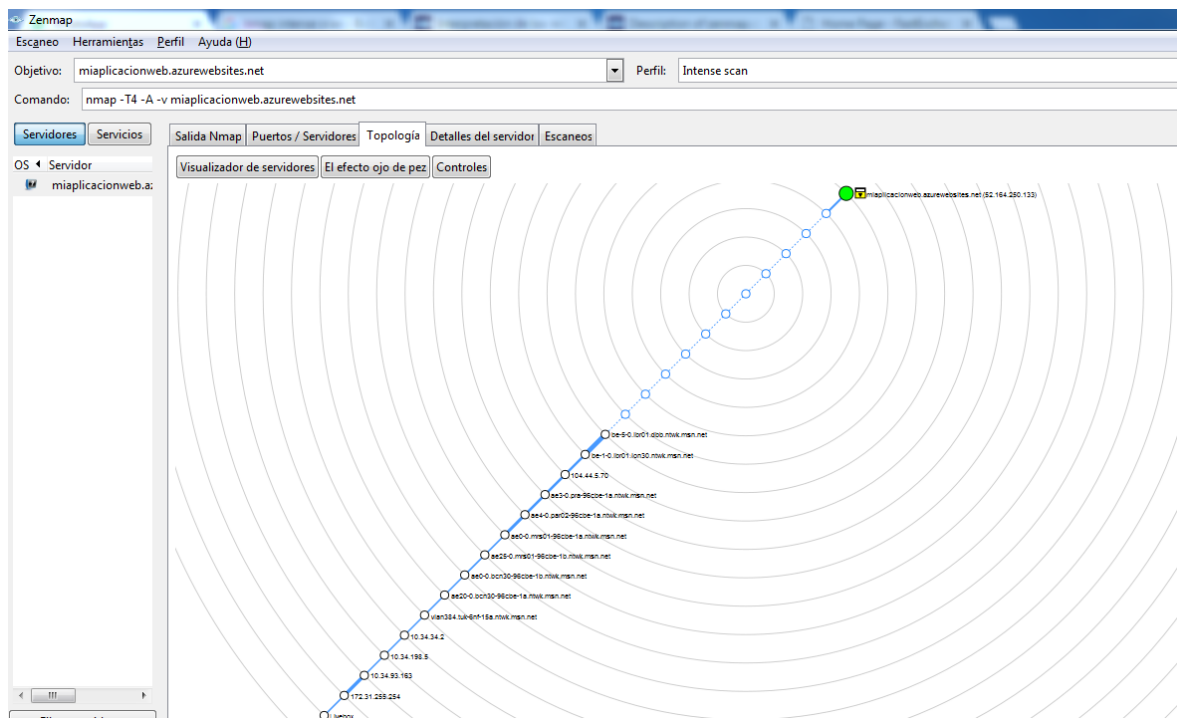 Zenmap
Escaneo Herramientas Perfil Ayuda (H)
Objetivo: miaplicacionweb.azurewebsites.net Perfil: Intense scan
Comando: nmap -T4 -A -v miaplicacionweb.azurewebsites.net
Servidores Servicios Salida Nmap Puertos / Servidores Topología Detalles del servidor Escaneos
OS Servidor Visualizador de servidores El efecto ojo de pez Controles
miaplicacionweb.a
miaplicacionweb.azurewebsites.net (52.164.250.133)
be-5-0.ibr01.dbb.ntwk.msn.net
be-1-0.ibr01.lon30.ntwk.msn.net
104.44.5.70
ae3-0.pra-96cbe-1a.ntwk.msn.net
ae4-0.par02-96cbe-1a.ntwk.msn.net
ae0-0.mrs01-96cbe-1a.ntwk.msn.net
ae25-0.mrs01-96cbe-1b.ntwk.msn.net
ae0-0.bcn30-96cbe-1b.ntwk.msn.net
ae20-0.bcn30-96cbe-1a.ntwk.msn.net
vlan384.tuk-6nf-15a.ntwk.msn.net
10.34.34.2
10.34.198.5
10.34.93.163
172.31.255.254